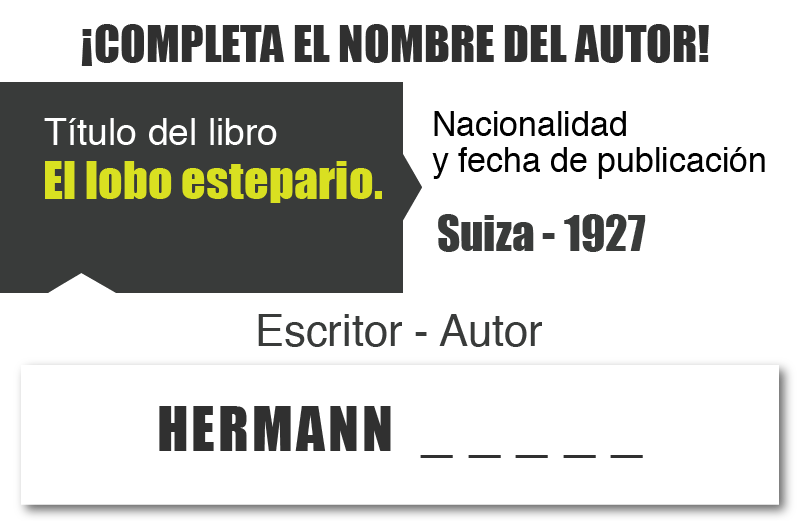 ¡COMPLETA EL NOMBRE DEL AUTOR!
Título del libro
El lobo estepario.
Nacionalidad
y fecha de publicación
Suiza - 1927
Escritor - Autor
HERMANN _ _ _ _ _